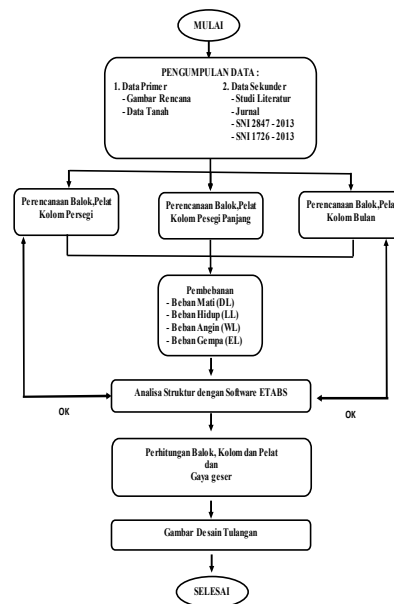 MULAI
PENGUMPULAN DATA :
1. Data Primer
- Gambar Rencana
- Data Tanah
2. Data Sekunder
- Studi Literatur
- Jurnal
- SNI 2847 - 2013
- SNI 1726 - 2013
Perencanaan Balok,Pelat
Kolom Persegi
Perencanaan Balok,Pelat
Kolom Pesegi Panjang
Perencanaan Balok,Pelat
Kolom Bulan
Pembebanan
- Beban Mati (DL)
- Beban Hidup (LL)
- Beban Angin (WL)
- Beban Gempa (EL)
Analisa Struktur dengan Software ETABS
OK
OK
Perhitungan Balok, Kolom dan Pelat
dan
Gaya geser
Gambar Desain Tulangan
SELESAI